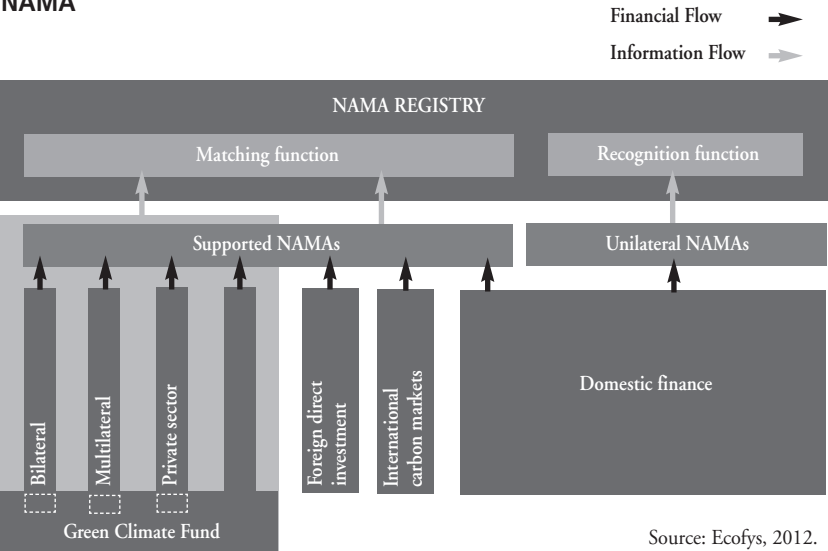 NAMA
Financial Flow
Information Flow
NAMA REGISTRY
Matching function
Recognition function
Supported NAMAs
Unilateral NAMAs
Bilateral
Multilateral
Private sector
Foreign direct
investment
International
carbon markets
Domestic finance
Green Climate Fund
Source: Ecofys, 2012.